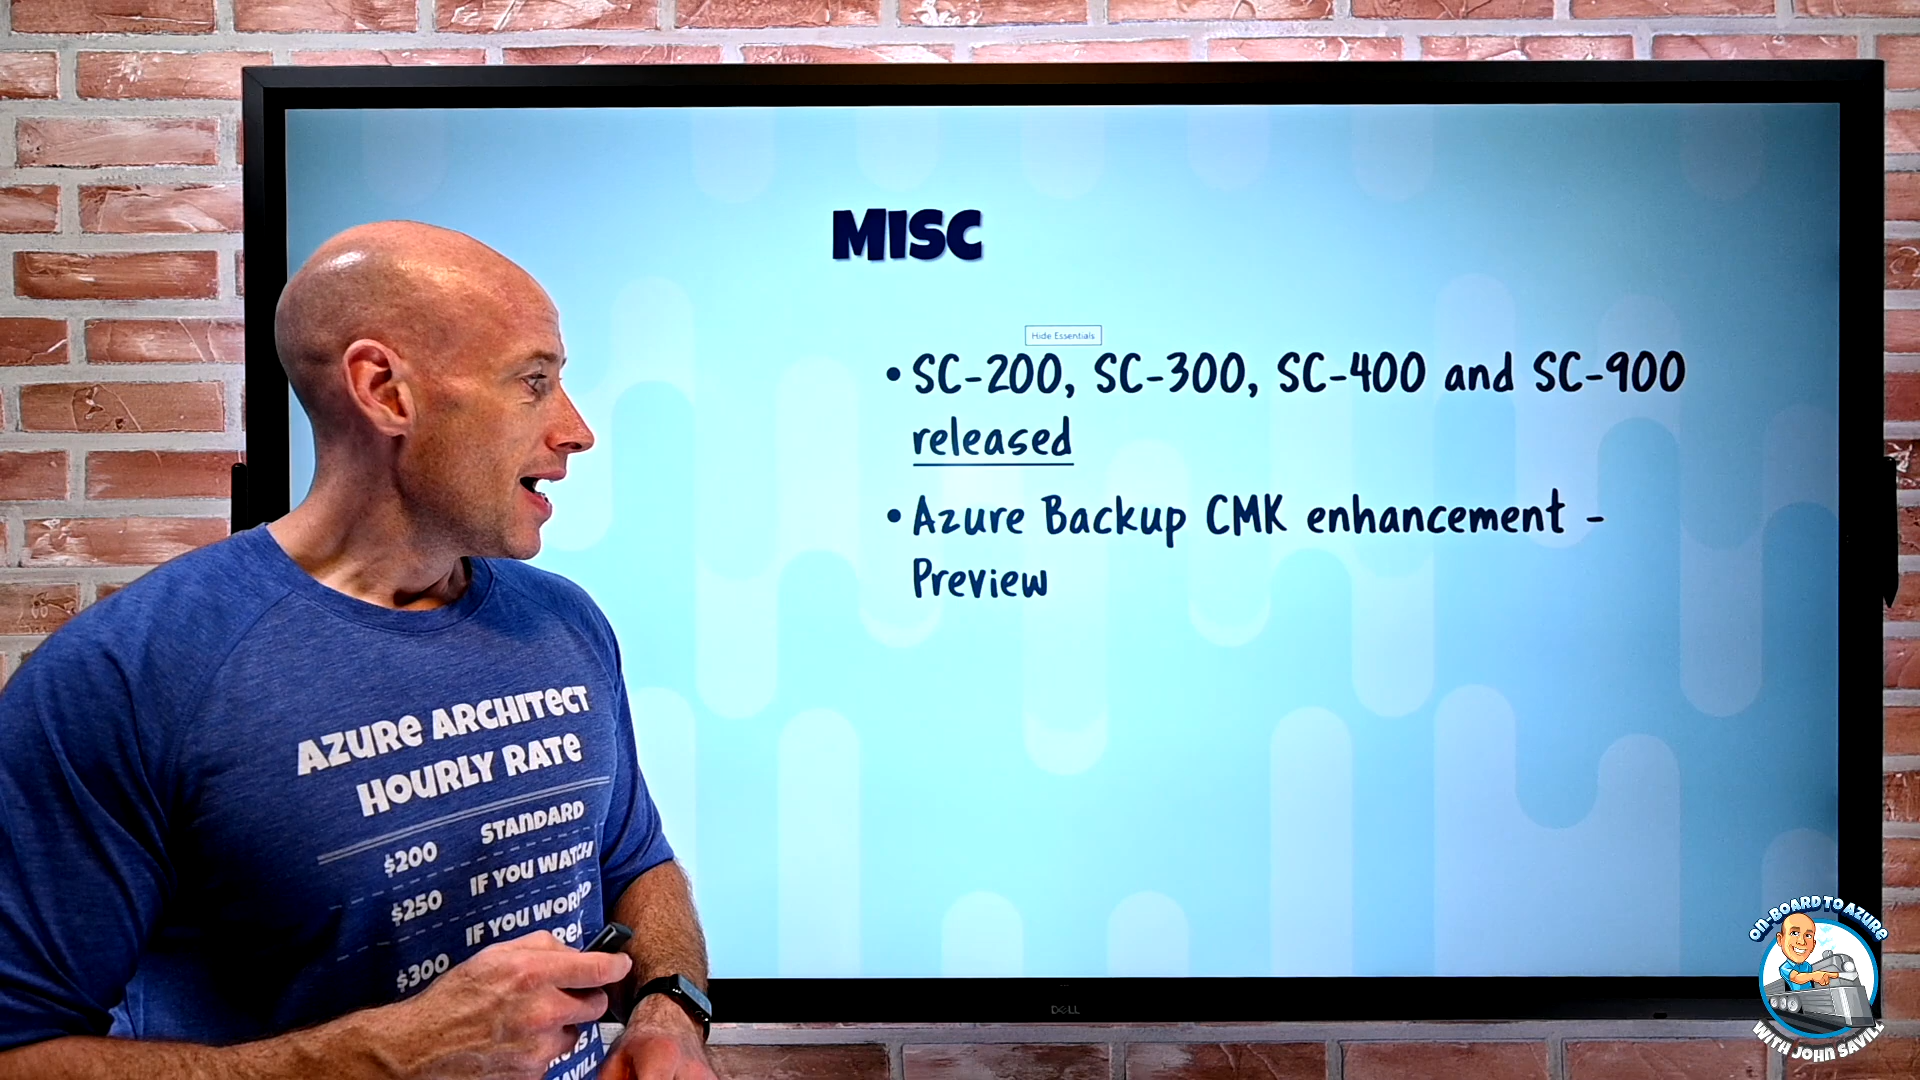 MISC
Hide Essentials
• SC-200, SC-300, SC-400 and SC-900
released
• Azure Backup CMK enhancement -
Preview
AZURE ARCHITECT
HOURLY RATE
STANDARD
$200
IF YOU WATCH
$250
IF YOU
$300
IS A
DELL
ON-BOARD TO AZURE
WITH JOHN SAVILL